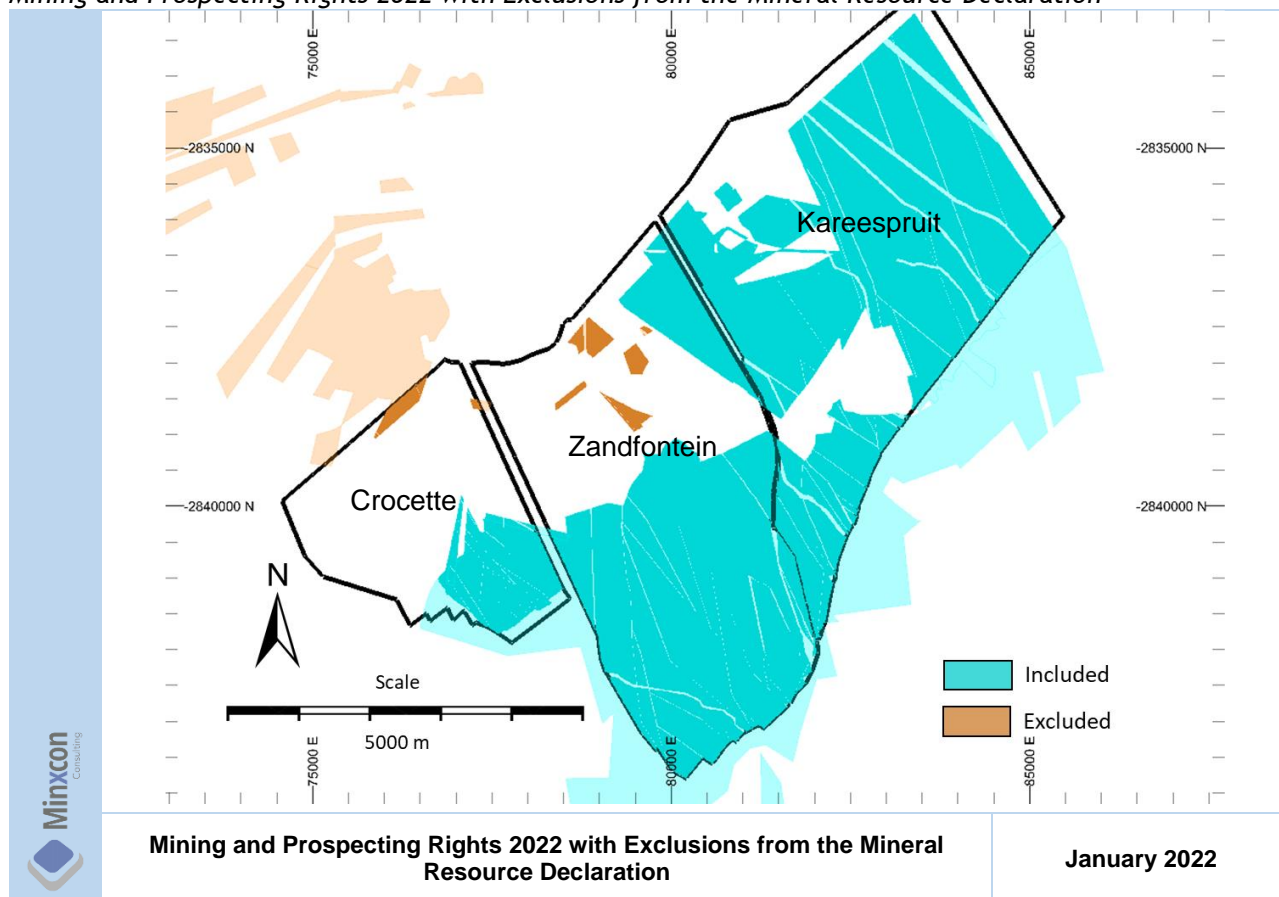 Mining and Prospecting Rights 2022 with Exclusions from the Mineral Resource Declaration
75000 E
80000 E
85000 E
-2835000 N
-2835000 N
Kareespruit
Zandfontein
Crocette
-2840000 N
-2840000 N
N
Scale
5000 m
Included
Excluded
75000 E
80000 E
85000 E
Minxcon
Consulting
Mining and Prospecting Rights 2022 with Exclusions from the Mineral
Resource Declaration
January 2022